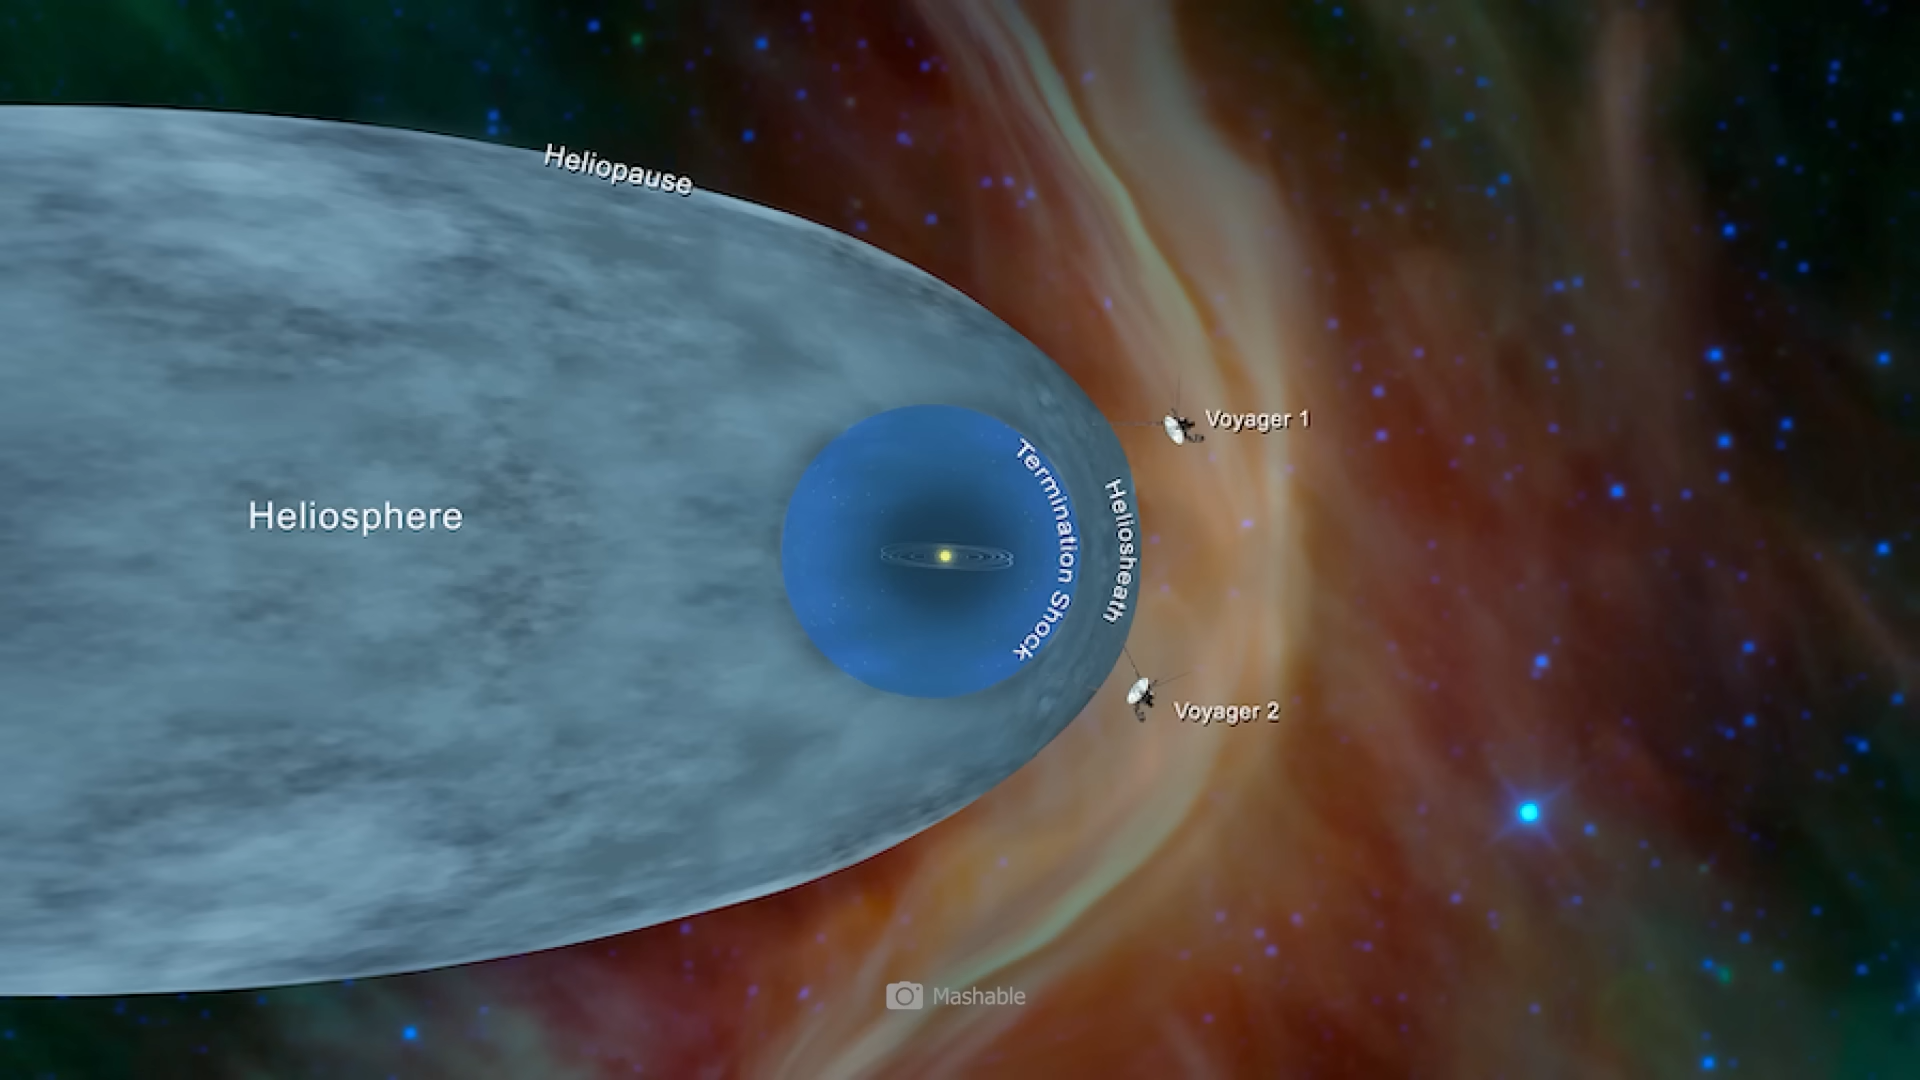 Heliopause
Voyager 1
Termination Shock
Heliosheath
Heliosphere
Voyager 2
Mashable